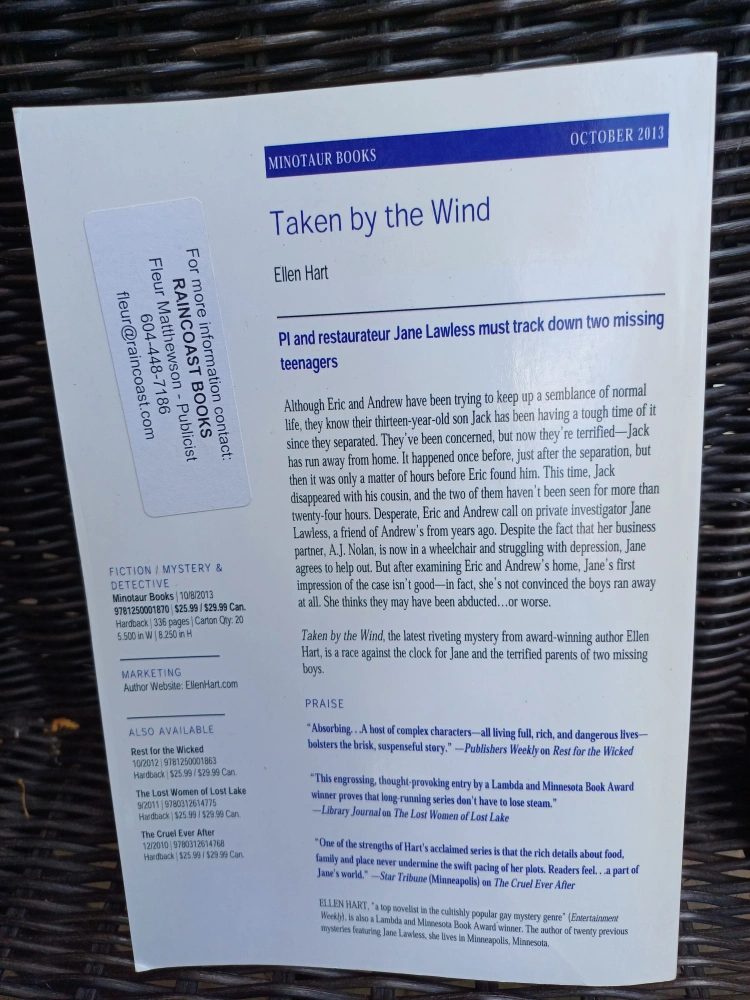 MINOTAUR BOOKS OCTOBER 2013
Taken by the Wind
Ellen Hart
PI and restaurateur Jane Lawless must track down two missing
teenagers
Although Eric and Andrew have been trying to keep up a semblance of normal
life, they know their thirteen-year-old son Jack has been having a tough time of it
since they separated. They've been concerned, but now they're terrified—Jack
has run away from home. It happened once before, just after the separation, but
then it was only a matter of hours before Eric found him. This time, Jack
disappeared with his cousin, and the two of them haven't been seen for more than
twenty-four hours. Desperate, Eric and Andrew call on private investigator Jane
Lawless, a friend of Andrew's from years ago. Despite the fact that her business
partner, A.J. Nolan, is now in a wheelchair and struggling with depression, Jane
agrees to help out. But after examining Eric and Andrew's home, Jane's first
impression of the case isn't good—in fact, she's not convinced the boys ran away
at all. She thinks they may have been abducted...or worse.
Taken by the Wind, the latest riveting mystery from award-winning author Ellen
Hart, is a race against the clock for Jane and the terrified parents of two missing
boys.
PRAISE
"Absorbing. . .A host of complex characters—all living full, rich, and dangerous lives—
bolsters the brisk, suspenseful story." —Publishers Weekly on Rest for the Wicked
"This engrossing, thought-provoking entry by a Lambda and Minnesota Book Award
winner proves that long-running series don't have to lose steam."
—Library Journal on The Lost Women of Lost Lake
"One of the strengths of Hart's acclaimed series is that the rich details about food,
family and place never undermine the swift pacing of her plots. Readers feel. . .a part of
Jane's world." —Star Tribune (Minneapolis) on The Cruel Ever After
ELLEN HART, "a top novelist in the cultishly popular gay mystery genre" (Entertainment
Weekly), is also a Lambda and Minnesota Book Award winner. The author of twenty previous
mysteries featuring Jane Lawless, she lives in Minneapolis, Minnesota.
For more information contact:
RAINCOAST BOOKS
Fleur Matthewson - Publicist
604-448-7186
fleur@raincoast.com
FICTION / MYSTERY &
DETECTIVE
Minotaur Books | 10/8/2013
9781250001870 | $25.99 / $29.99 Can.
Hardback | 336 pages | Carton Qty: 20
5.500 in W | 8.250 in H
MARKETING
Author Website: EllenHart.com
ALSO AVAILABLE
Rest for the Wicked
10/2012 | 9781250001863
Hardback | $25.99 / $29.99 Can.
The Lost Women of Lost Lake
9/2011 | 9780312614775
Hardback | $25.99 / $29.99 Can.
The Cruel Ever After
12/2010 | 9780312614768
Hardback | $25.99 / $29.99 Can.